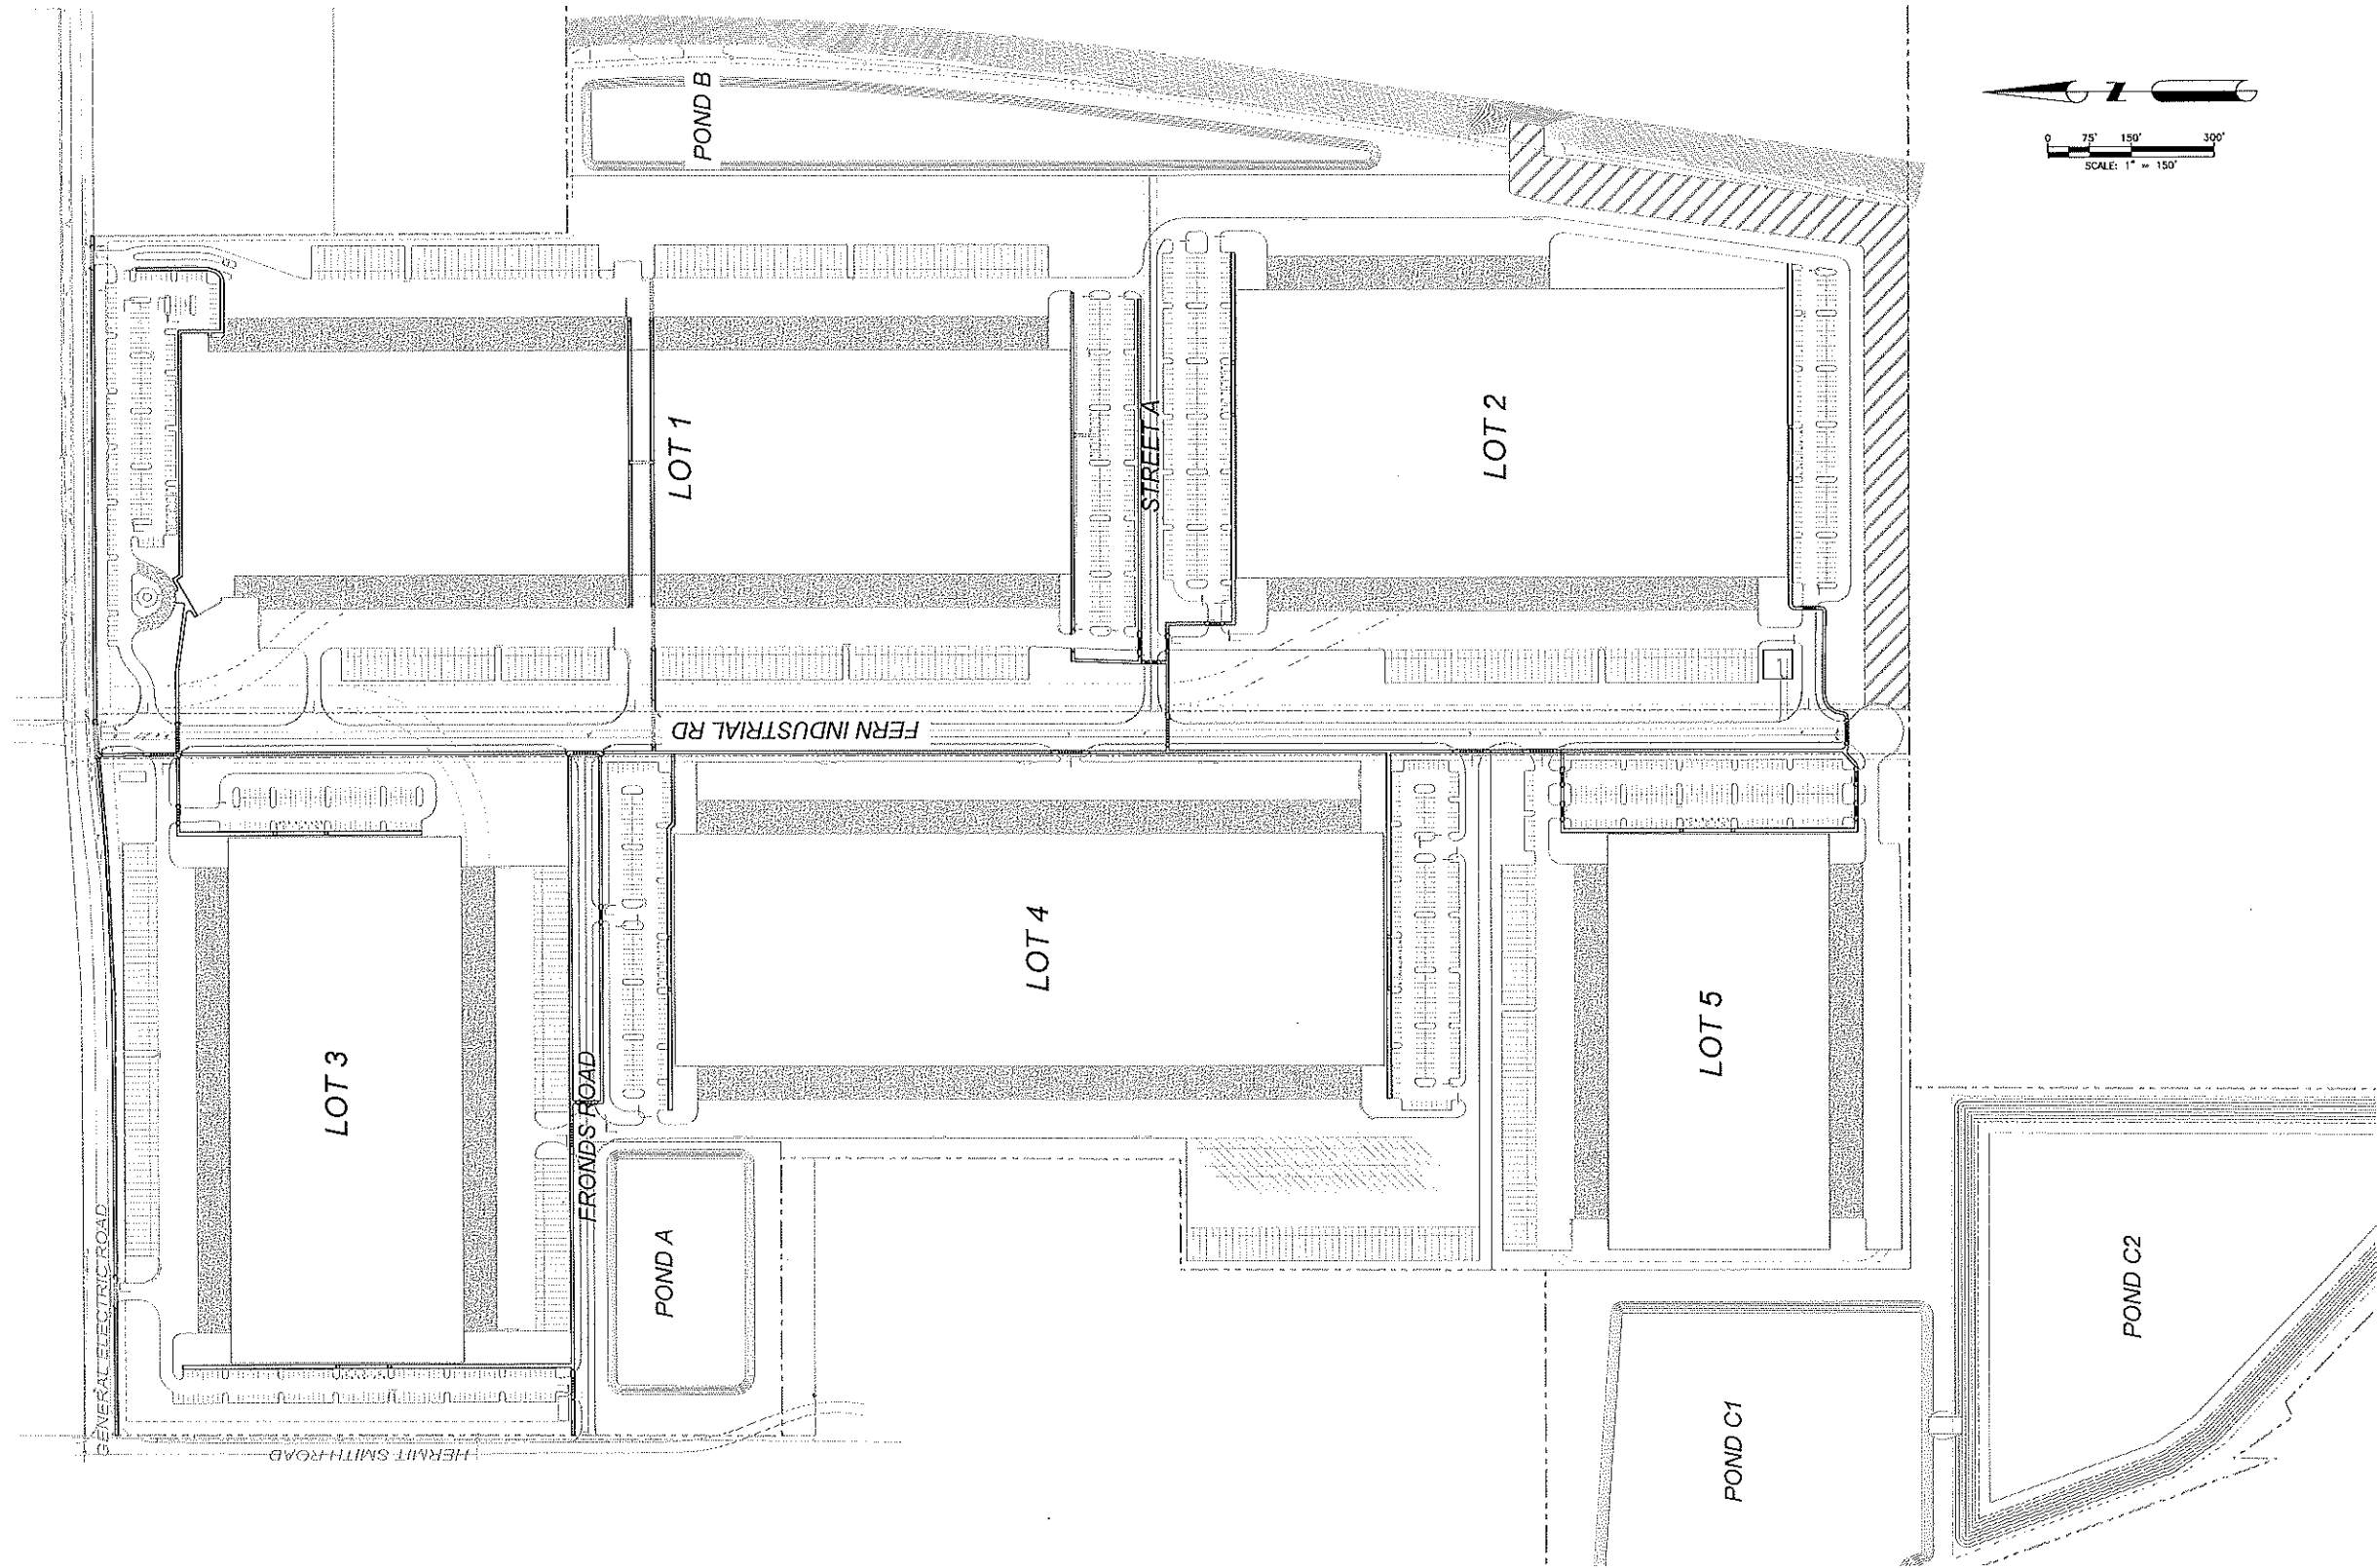 POND B
N
0 75' 150' 300'
SCALE: 1" = 150'
LOT 1
STREET A
LOT 2
FERN INDUSTRIAL RD
LOT 3
FRONDS ROAD
LOT 4
LOT 5
POND A
GENERAL ELECTRIC ROAD
HERMIT SMITH ROAD
POND C1
POND C2